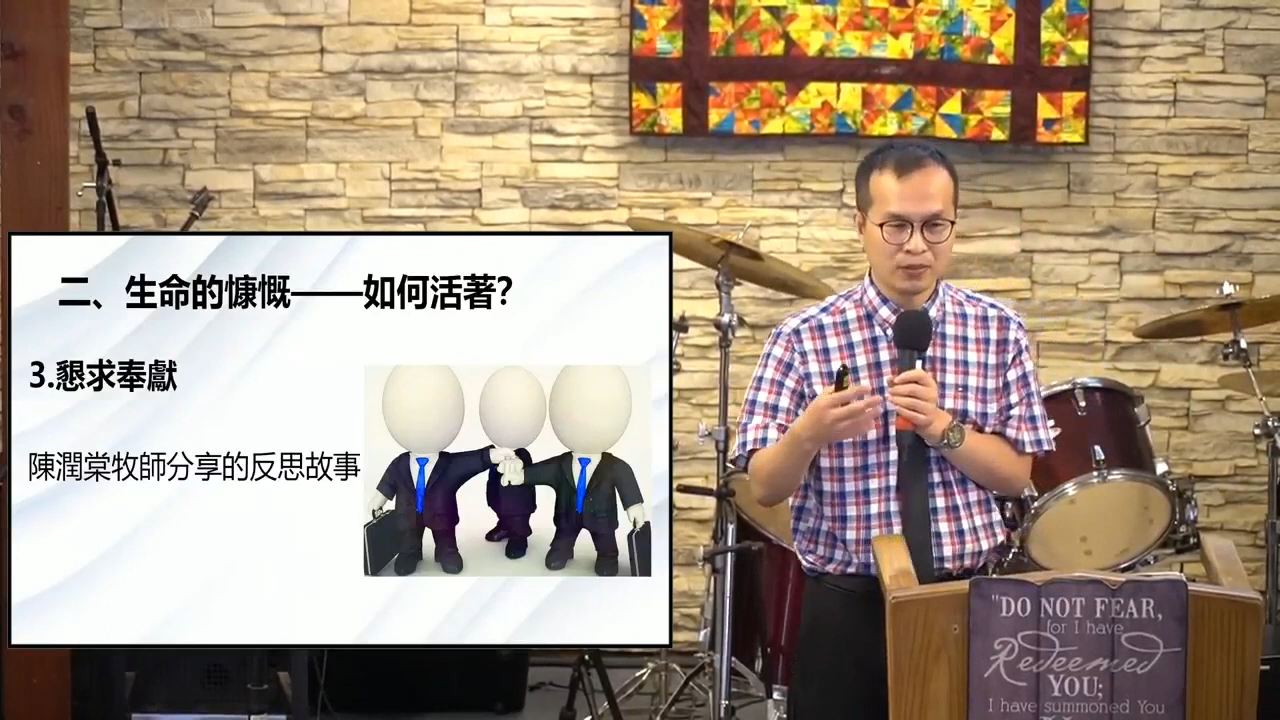 二、生命的慷慨——如何活著?
3.懇求奉獻
陳潤棠牧師分享的反思故事
"DO NOT FEAR,
for I have
Redeemed
YOU;
I have summoned You